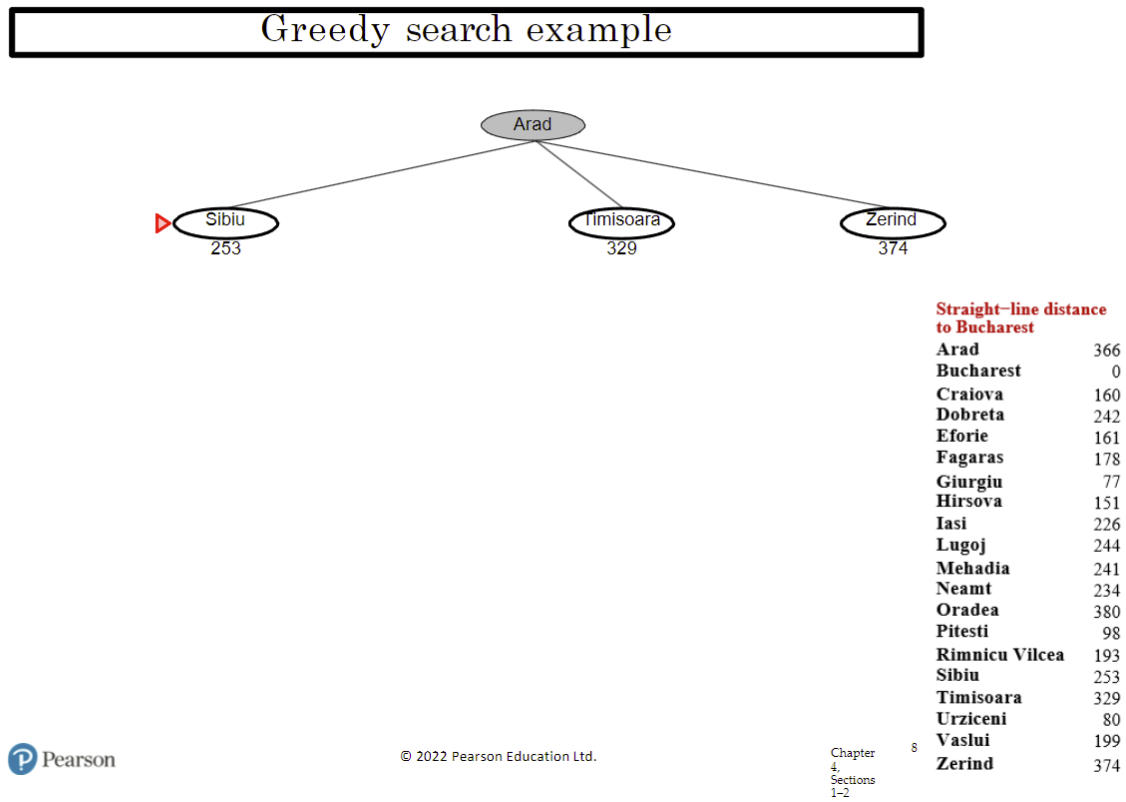 Greedy search example
Arad
Sibiu
253
Timisoara
329
Zerind
374
Straight−line distance
to Bucharest
Arad 366
Bucharest 0
Craiova 160
Dobreta 242
Eforie 161
Fagaras 178
Giurgiu 77
Hirsova 151
Iasi 226
Lugoj 244
Mehadia 241
Neamt 234
Oradea 380
Pitesti 98
Rimnicu Vilcea 193
Sibiu 253
Timisoara 329
Urziceni 80
Vaslui 199
Zerind 374
P Pearson
© 2022 Pearson Education Ltd.
Chapter
4,
Sections
1–2
8